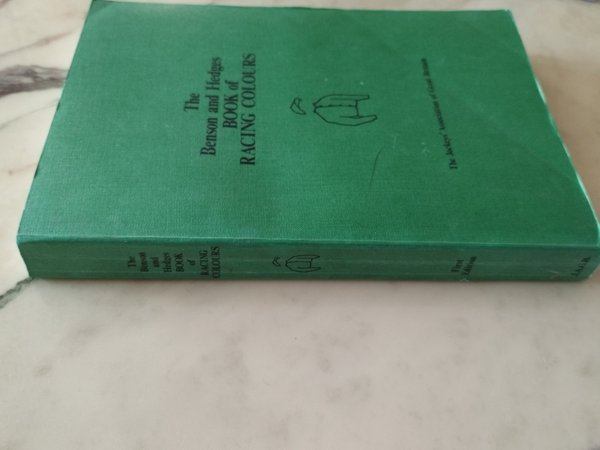 The
Benson and Hedges
BOOK of
RACING COLOURS
The Jockeys' Association of Great Britain
The
Benson
and
Hedges
BOOK
of
RACING
COLOURS
First
Edition
J.A.G.B.